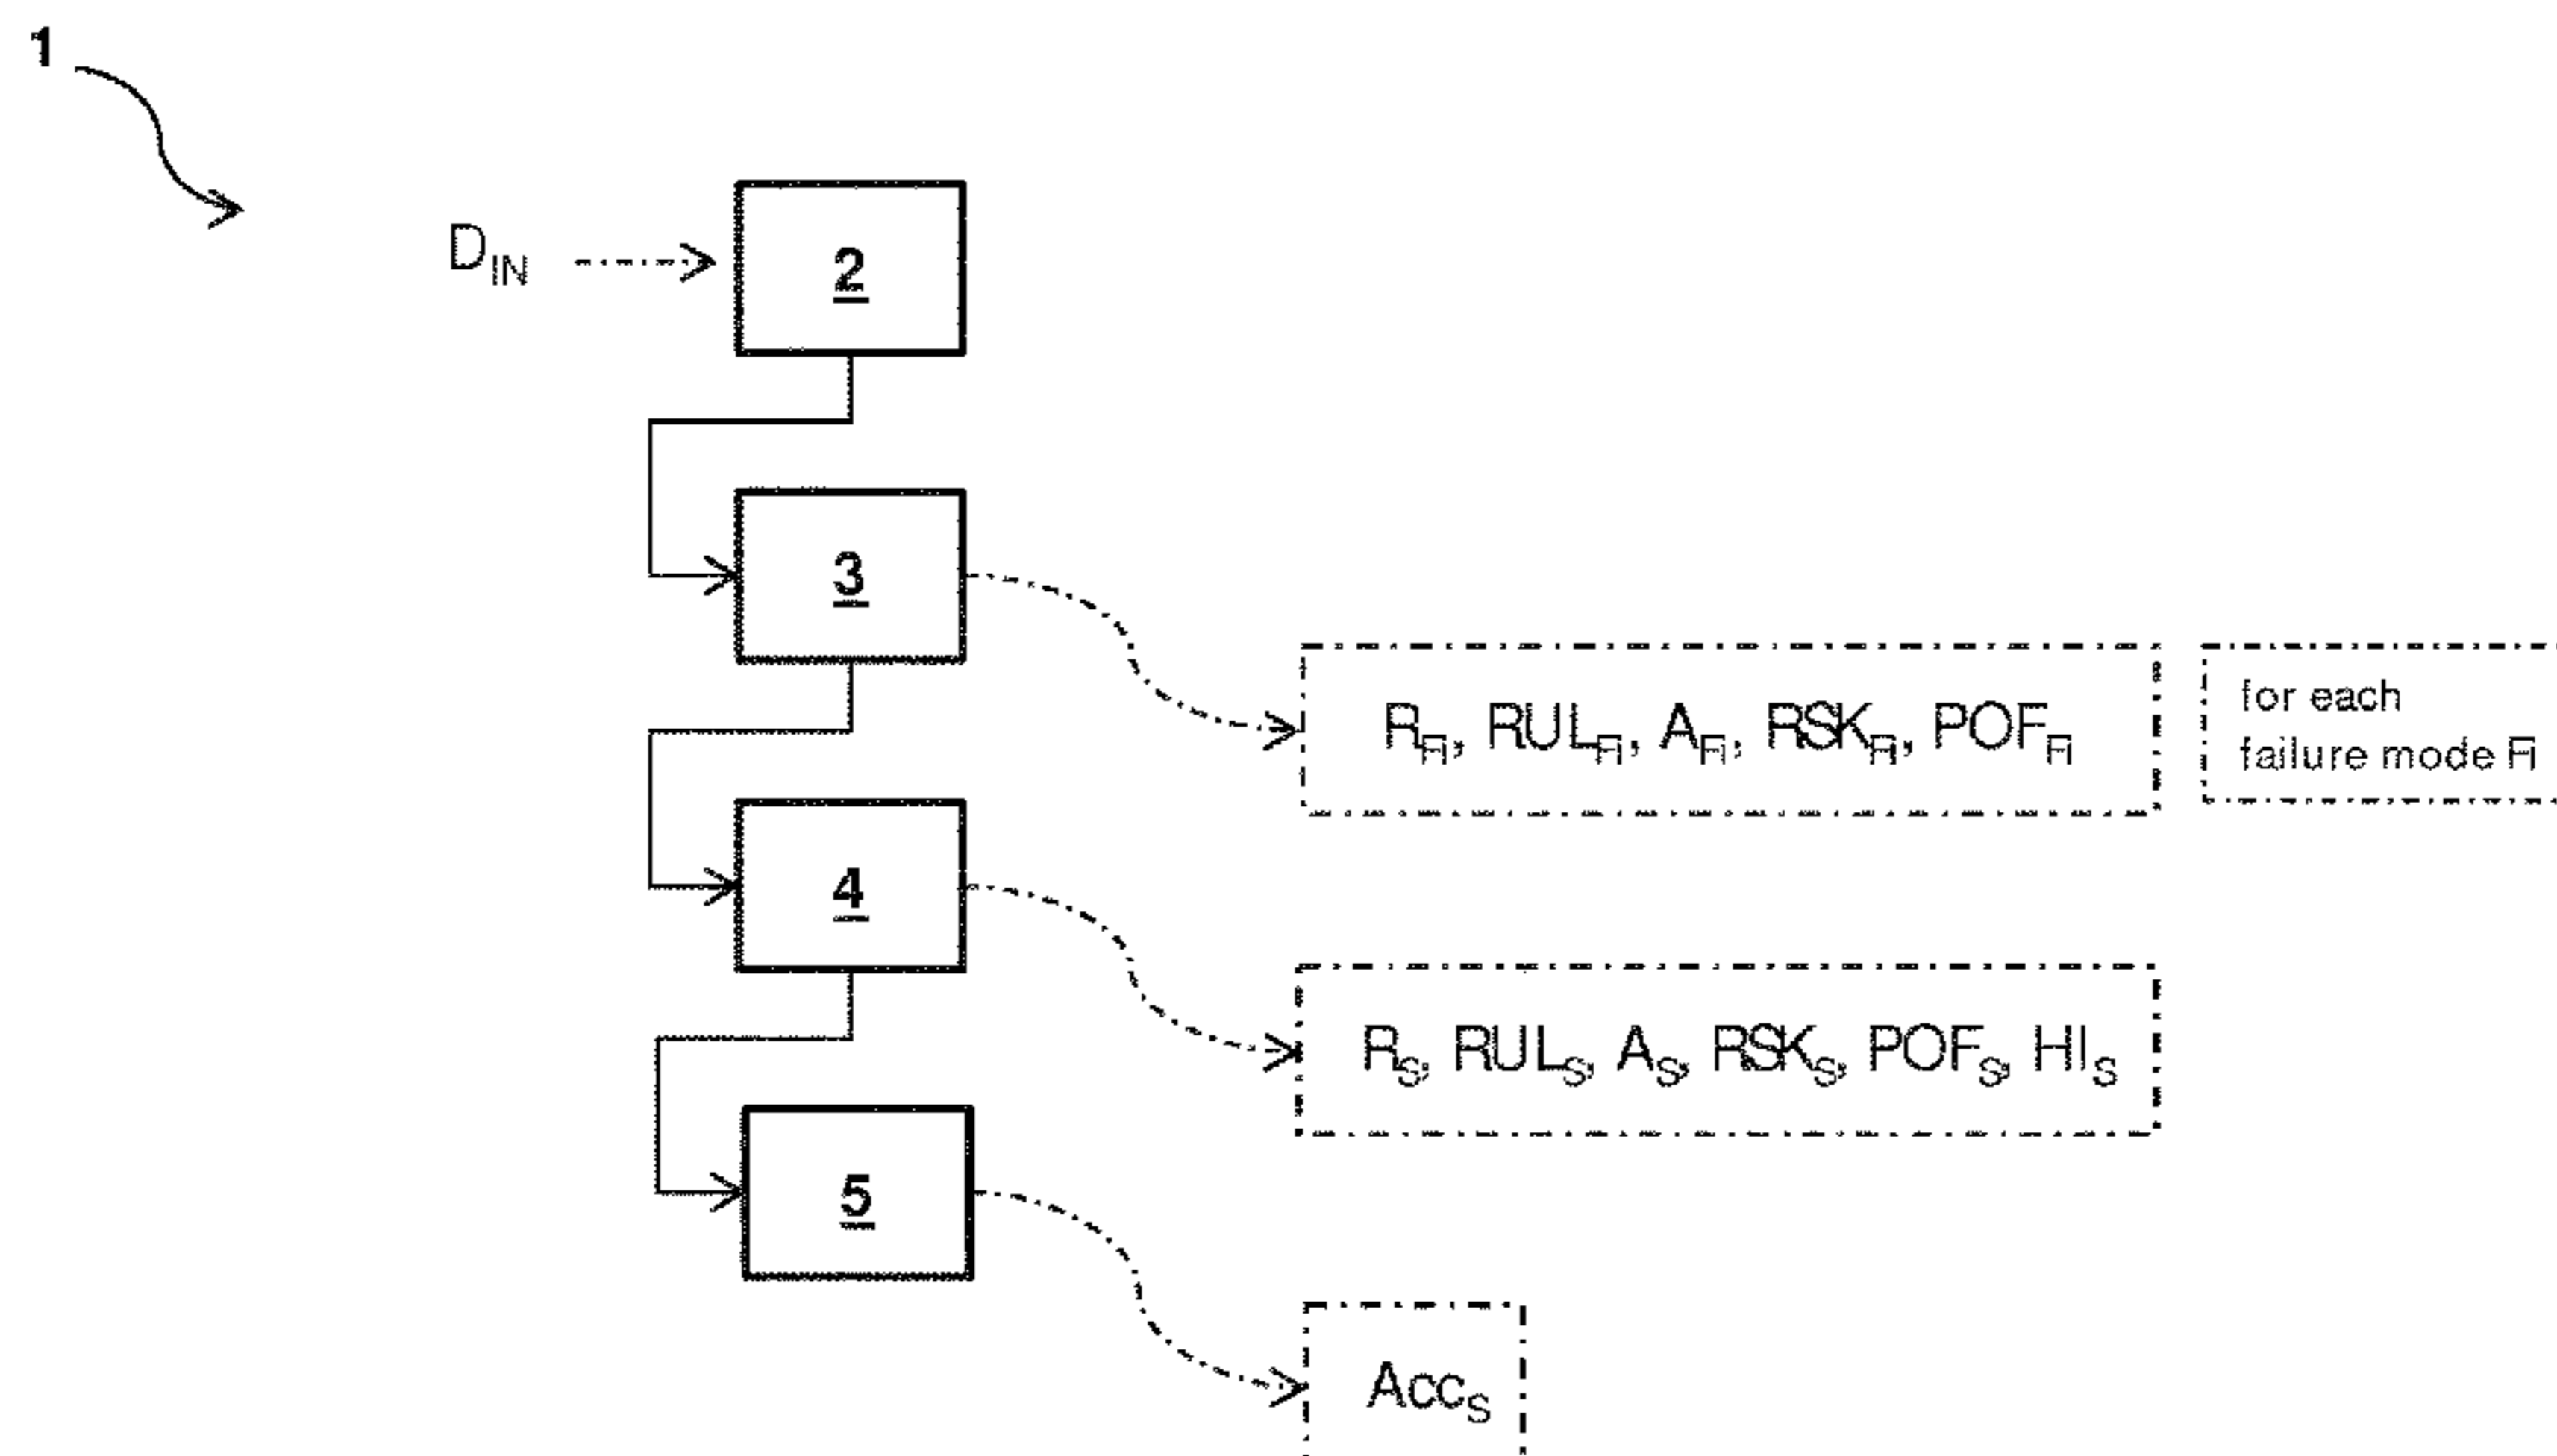 1
D_IN
2
3
R_Fi, RUL_Fi, A_Fi, RSK_Fi, POF_Fi
for each
failure mode Fi
4
R_S, RUL_S, A_S, RSK_S, POF_S, HI_S
5
Acc_S